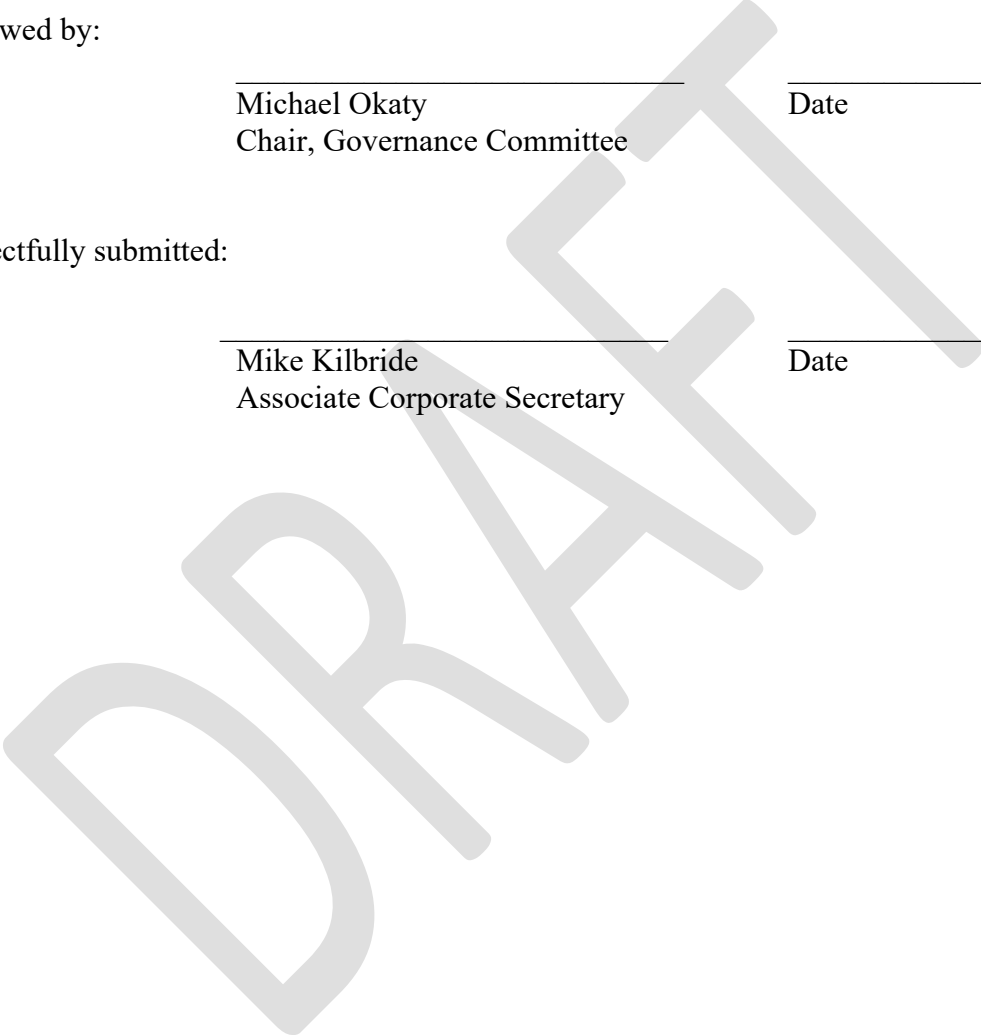 wed by:
Michael Okaty Date
Chair, Governance Committee
ectfully submitted:
Mike Kilbride Date
Associate Corporate Secretary
DRAFT